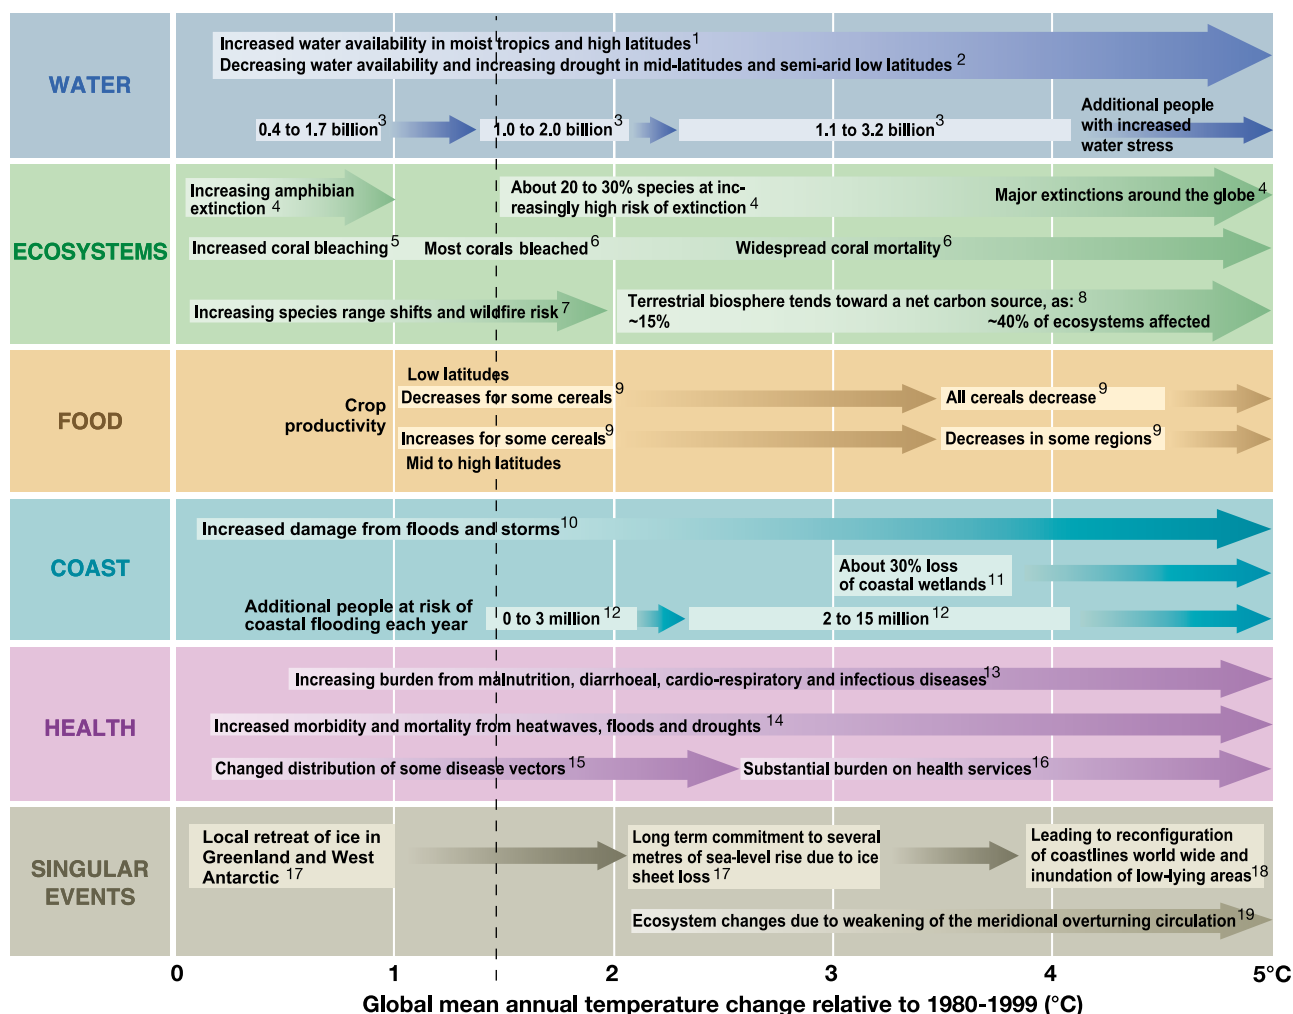 WATER
Increased water availability in moist tropics and high latitudes1
Decreasing water availability and increasing drought in mid-latitudes and semi-arid low latitudes 2
0.4 to 1.7 billion3
1.0 to 2.0 billion3
1.1 to 3.2 billion3
Additional people
with increased
water stress
ECOSYSTEMS
Increasing amphibian
extinction 4
About 20 to 30% species at inc-
reasingly high risk of extinction 4
Major extinctions around the globe 4
Increased coral bleaching5
Most corals bleached6
Widespread coral mortality6
Increasing species range shifts and wildfire risk7
Terrestrial biosphere tends toward a net carbon source, as: 8
~15%
~40% of ecosystems affected
FOOD
Crop
productivity
Low latitudes
Decreases for some cereals9
All cereals decrease9
Increases for some cereals9
Decreases in some regions9
Mid to high latitudes
COAST
Increased damage from floods and storms10
About 30% loss
of coastal wetlands11
Additional people at risk of
coastal flooding each year
0 to 3 million12
2 to 15 million12
HEALTH
Increasing burden from malnutrition, diarrhoeal, cardio-respiratory and infectious diseases13
Increased morbidity and mortality from heatwaves, floods and droughts 14
Changed distribution of some disease vectors15
Substantial burden on health services16
SINGULAR
EVENTS
Local retreat of ice in
Greenland and West
Antarctic 17
Long term commitment to several
metres of sea-level rise due to ice
sheet loss17
Leading to reconfiguration
of coastlines world wide and
inundation of low-lying areas18
Ecosystem changes due to weakening of the meridional overturning circulation19
0 1 2 3 4 5°C
Global mean annual temperature change relative to 1980-1999 (°C)